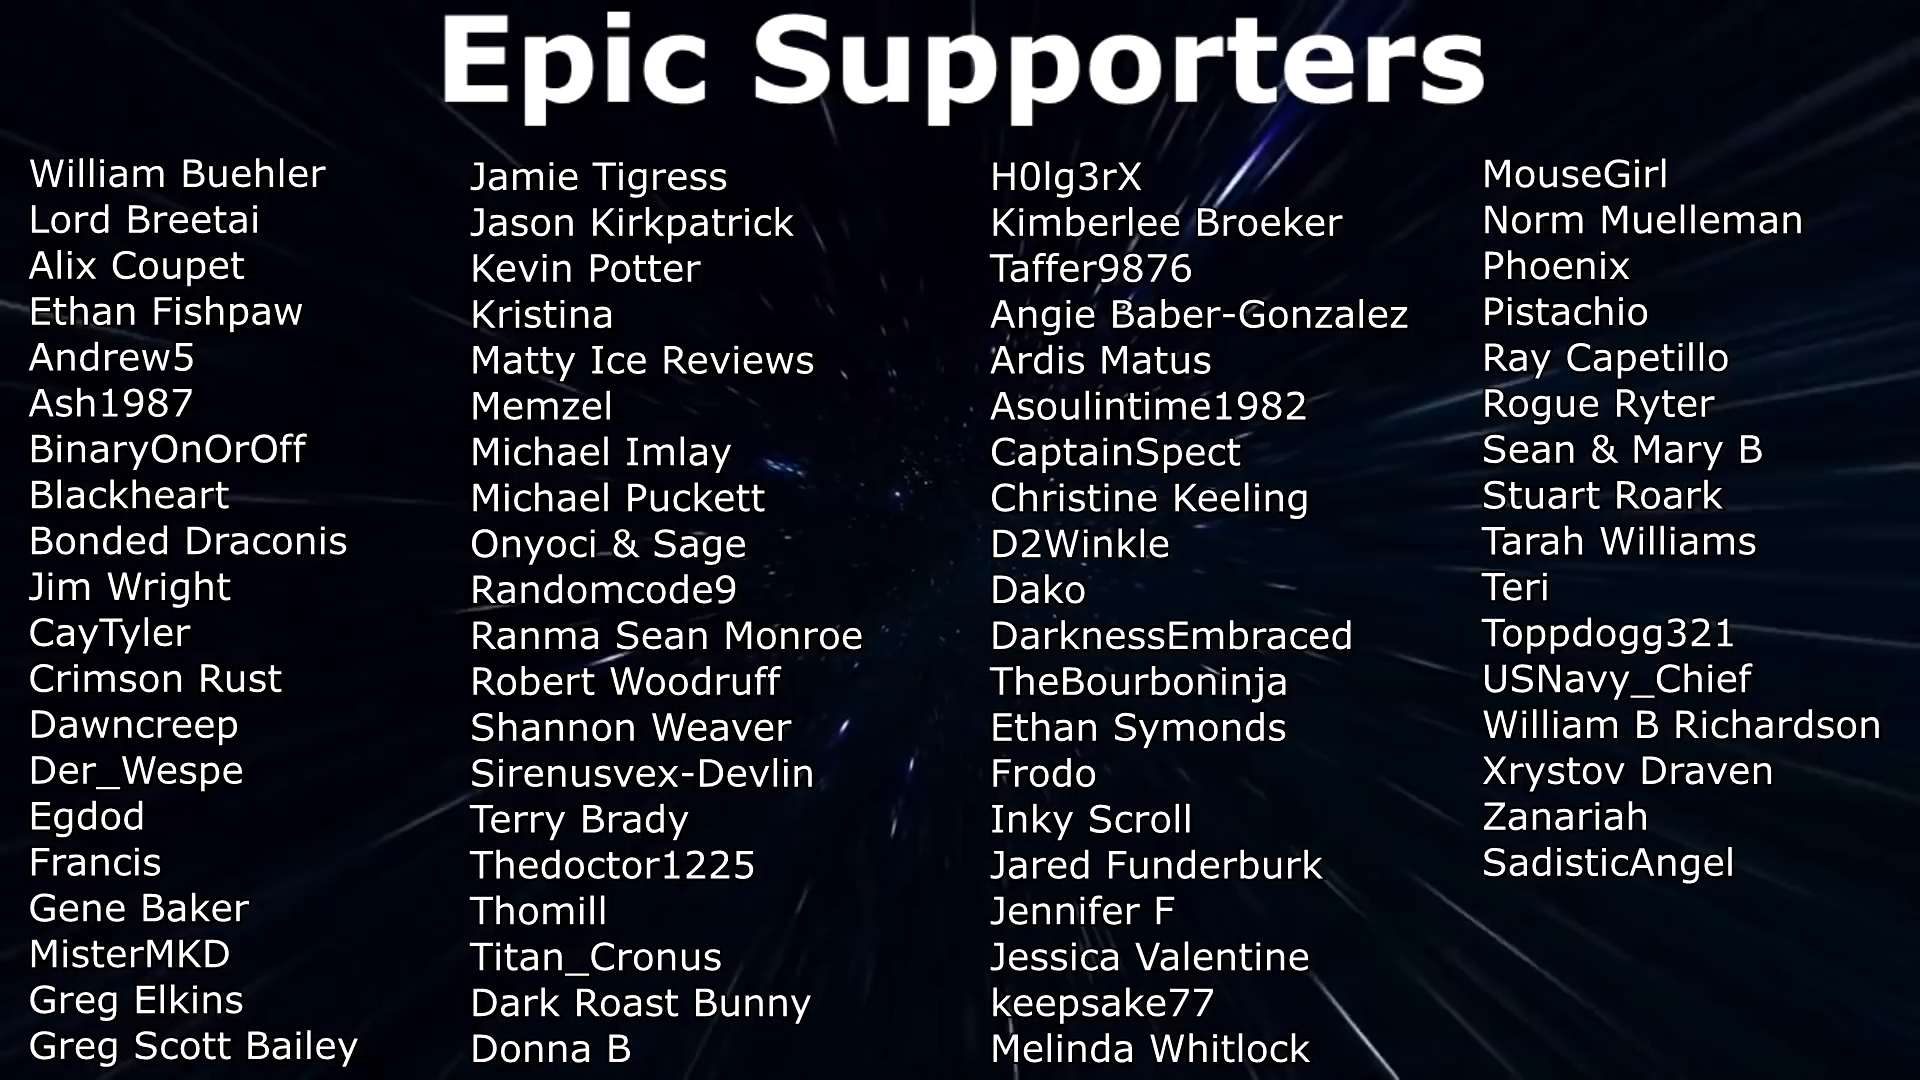 Epic Supporters
William Buehler
Lord Breetai
Alix Coupet
Ethan Fishpaw
Andrew5
Ash1987
BinaryOnOrOff
Blackheart
Bonded Draconis
Jim Wright
CayTyler
Crimson Rust
Dawncreep
Der_Wespe
Egdod
Francis
Gene Baker
MisterMKD
Greg Elkins
Greg Scott Bailey
Jamie Tigress
Jason Kirkpatrick
Kevin Potter
Kristina
Matty Ice Reviews
Memzel
Michael Imlay
Michael Puckett
Onyoci & Sage
Randomcode9
Ranma Sean Monroe
Robert Woodruff
Shannon Weaver
Sirenusvex-Devlin
Terry Brady
Thedoctor1225
Thomill
Titan_Cronus
Dark Roast Bunny
Donna B
H0lg3rX
Kimberlee Broeker
Taffer9876
Angie Baber-Gonzalez
Ardis Matus
Asoulintime1982
CaptainSpect
Christine Keeling
D2Winkle
Dako
DarknessEmbraced
TheBourboninja
Ethan Symonds
Frodo
Inky Scroll
Jared Funderburk
Jennifer F
Jessica Valentine
keepsake77
Melinda Whitlock
MouseGirl
Norm Muelleman
Phoenix
Pistachio
Ray Capetillo
Rogue Ryter
Sean & Mary B
Stuart Roark
Tarah Williams
Teri
Toppdogg321
USNavy_Chief
William B Richardson
Xrystov Draven
Zanariah
SadisticAngel